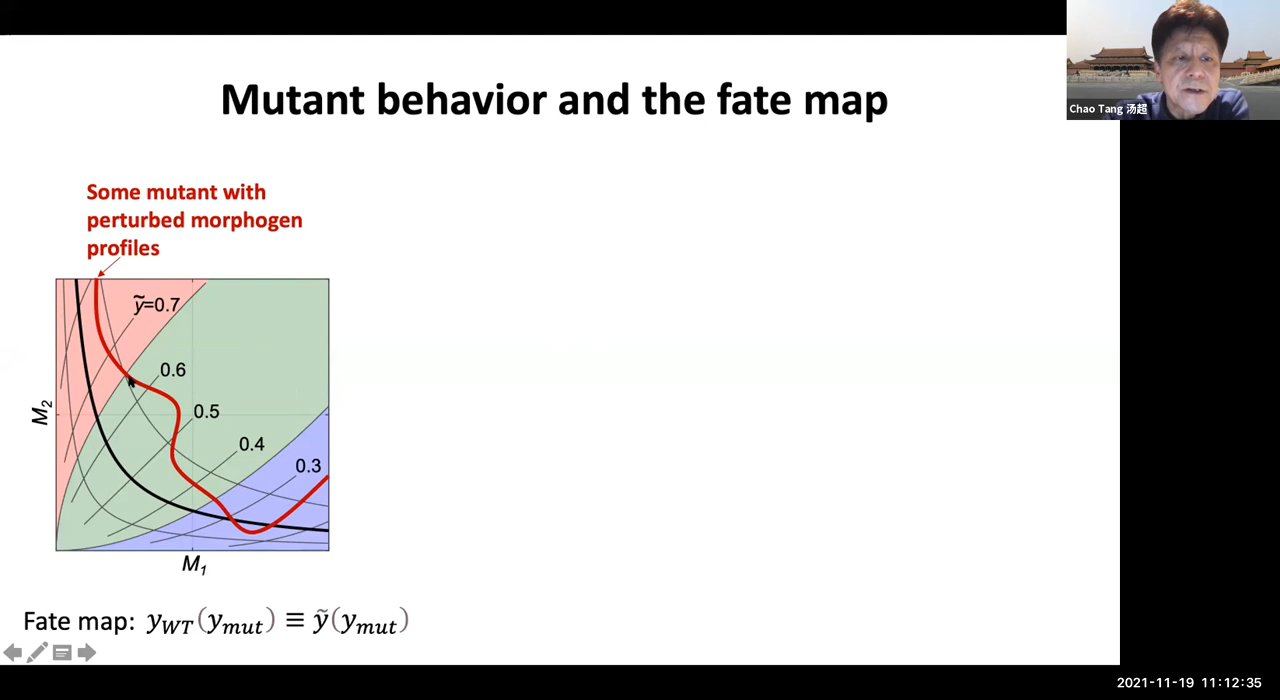 Mutant behavior and the fate map
Chao Tang 汤超
Some mutant with
perturbed morphogen
profiles
ỹ=0.7
0.6
0.5
0.4
0.3
M₂
M₁
Fate map: y_WT(y_mut) ≡ ỹ(y_mut)
2021-11-19 11:12:35